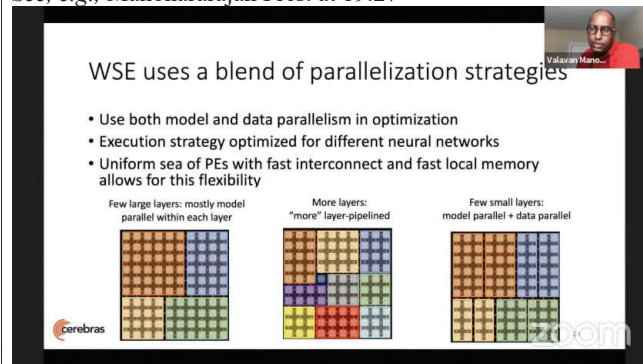 Valavan Mano...
WSE uses a blend of parallelization strategies
• Use both model and data parallelism in optimization
• Execution strategy optimized for different neural networks
• Uniform sea of PEs with fast interconnect and fast local memory
allows for this flexibility
Few large layers: mostly model
parallel within each layer
More layers:
"more" layer-pipelined
Few small layers:
model parallel + data parallel
cerebras
zoom